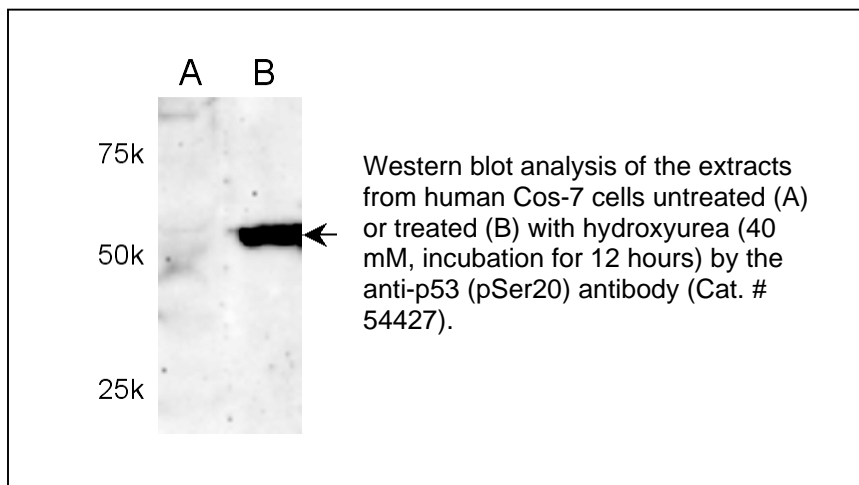 A B
75k
50k
25k
Western blot analysis of the extracts
from human Cos-7 cells untreated (A)
or treated (B) with hydroxyurea (40
mM, incubation for 12 hours) by the
anti-p53 (pSer20) antibody (Cat. #
54427).